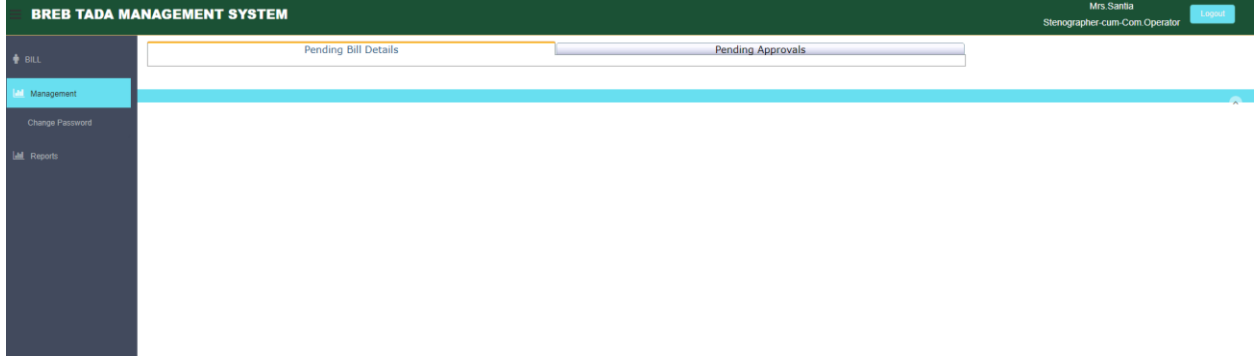 BREB TADA MANAGEMENT SYSTEM
Mrs.Santia
Stenographer-cum-Com.Operator
Logout
BILL
Management
Change Password
Reports
Pending Bill Details
Pending Approvals